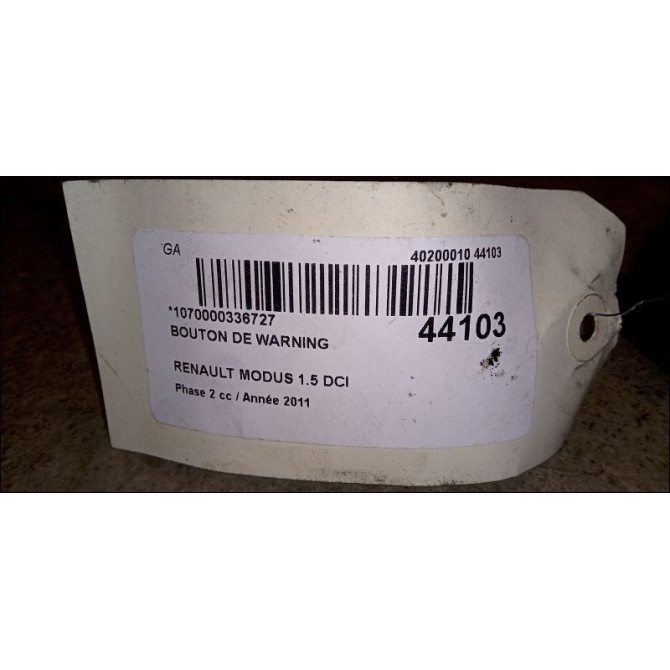 GA 40200010 44103
*1070000336727
44103
BOUTON DE WARNING
RENAULT MODUS 1.5 DCI
Phase 2 cc / Année 2011